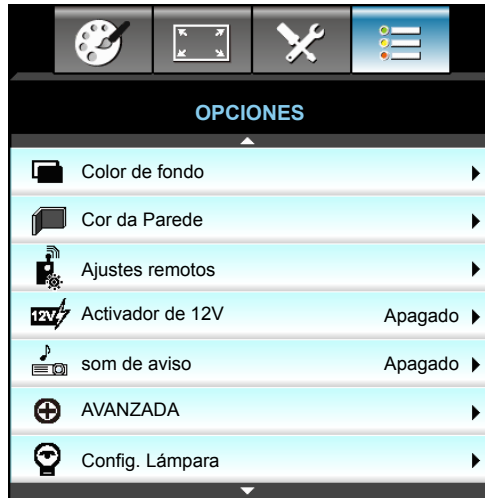 OPCIONES
Color de fondo
Cor da Parede
Ajustes remotos
12V Activador de 12V Apagado
som de aviso Apagado
AVANZADA
Config. Lámpara